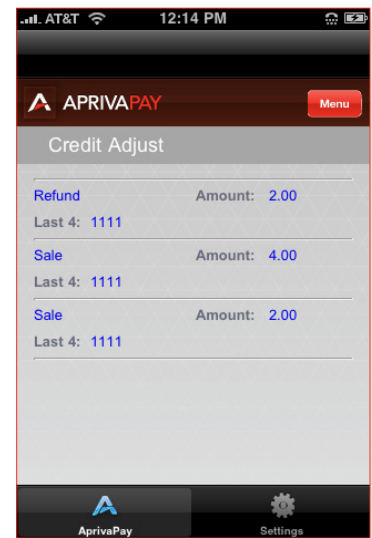 AT&T 12:14 PM
APRIVAPAY Menu
Credit Adjust
Refund Amount: 2.00
Last 4: 1111
Sale Amount: 4.00
Last 4: 1111
Sale Amount: 2.00
Last 4: 1111
AprivaPay Settings